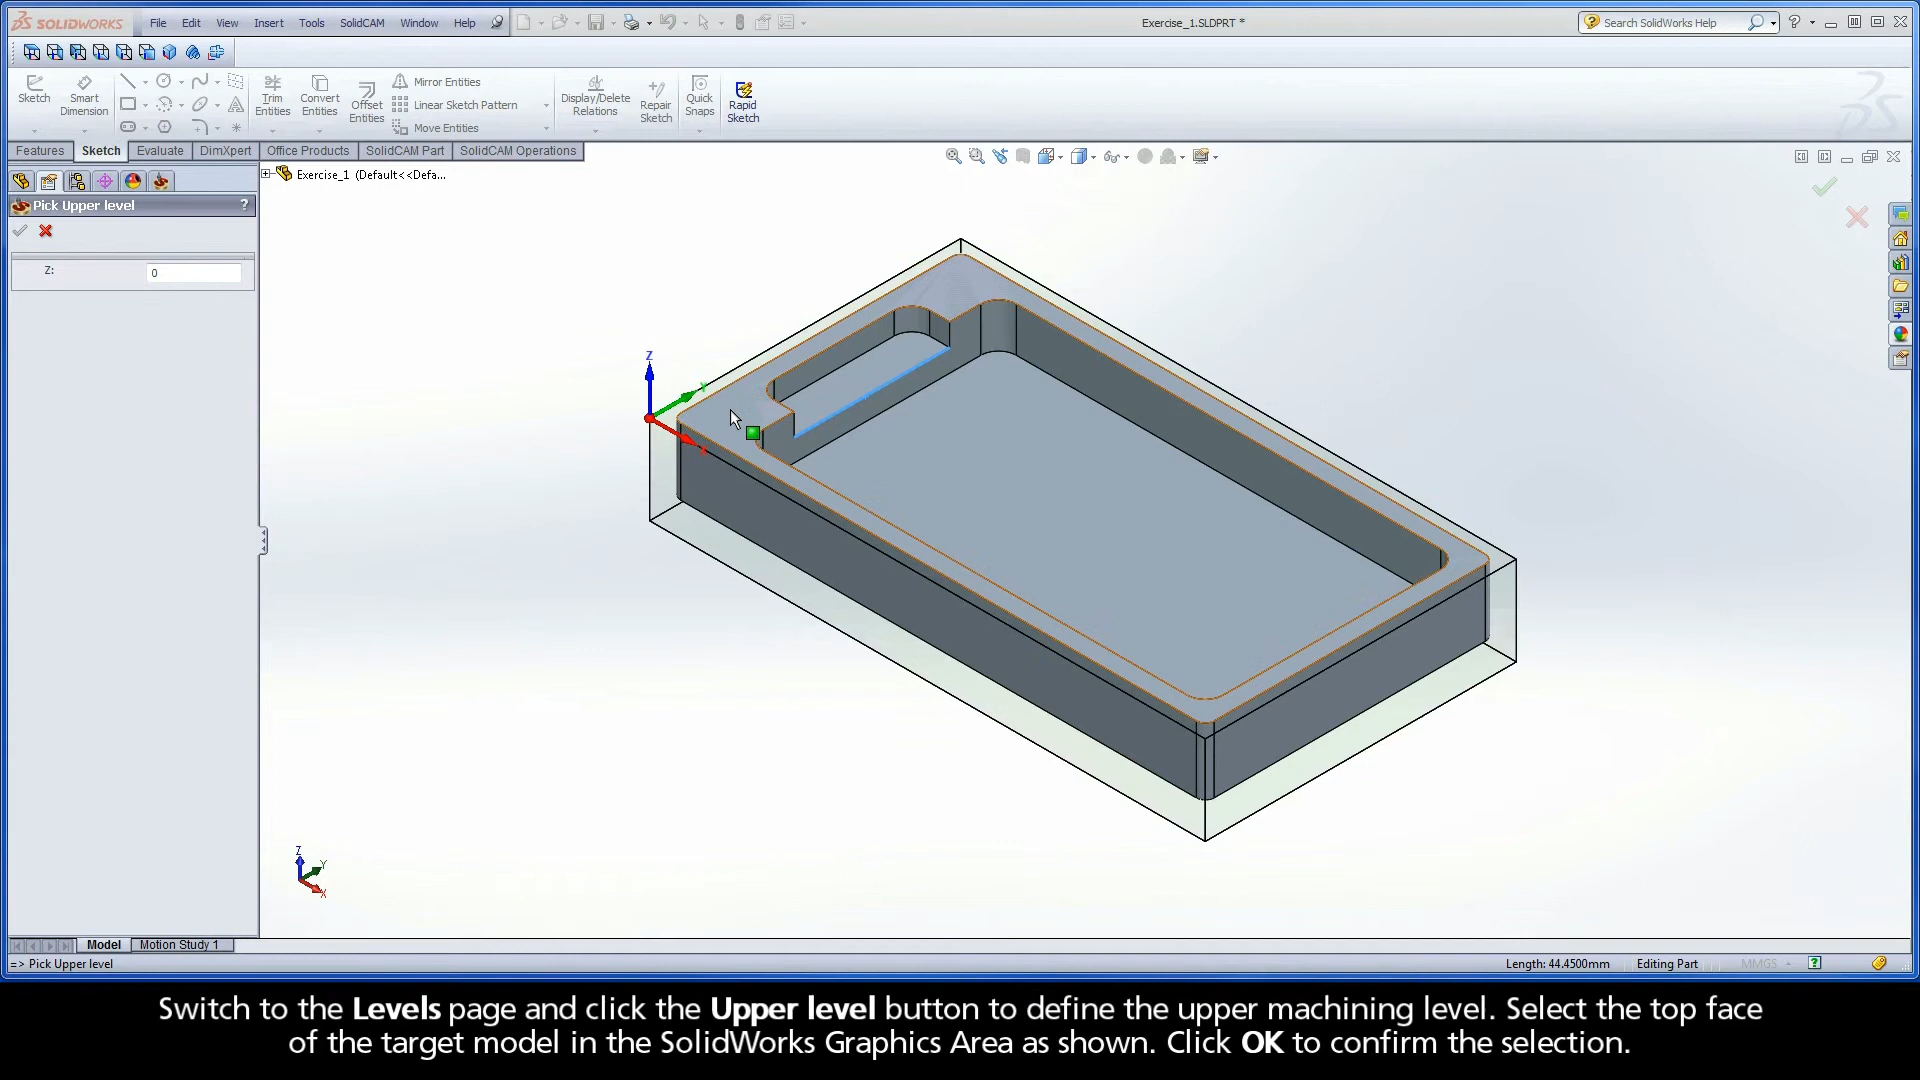 SOLIDWORKS File Edit View Insert Tools SolidCAM Window Help Exercise_1.SLDPRT * Search SolidWorks Help
Sketch Smart Dimension Trim Entities Convert Entities Offset Entities Mirror Entities Linear Sketch Pattern Move Entities Display/Delete Relations Repair Sketch Quick Snaps Rapid Sketch
Features Sketch Evaluate DimXpert Office Products SolidCAM Part SolidCAM Operations
Exercise_1 (Default<<Defa...
Pick Upper level ?
Z: 0
Z
Y
X
Z
Y
X
Model Motion Study 1
=> Pick Upper level Length: 44.4500mm Editing Part MMGS
Switch to the Levels page and click the Upper level button to define the upper machining level. Select the top face
of the target model in the SolidWorks Graphics Area as shown. Click OK to confirm the selection.